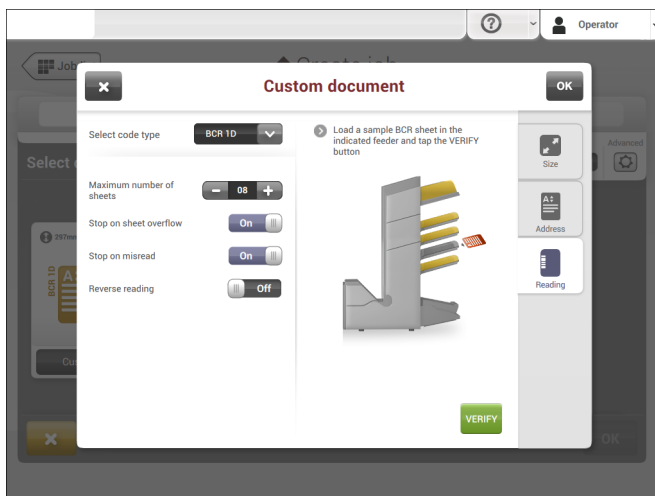 ?
Operator
Job
Create job
Custom document
OK
Select code type
BCR 1D
Load a sample BCR sheet in the
indicated feeder and tap the VERIFY
button
Size
Advanced
Select
Maximum number of
sheets
08
Stop on sheet overflow
On
Address
Stop on misread
On
Reverse reading
Off
Reading
BCR 1D
VERIFY
OK